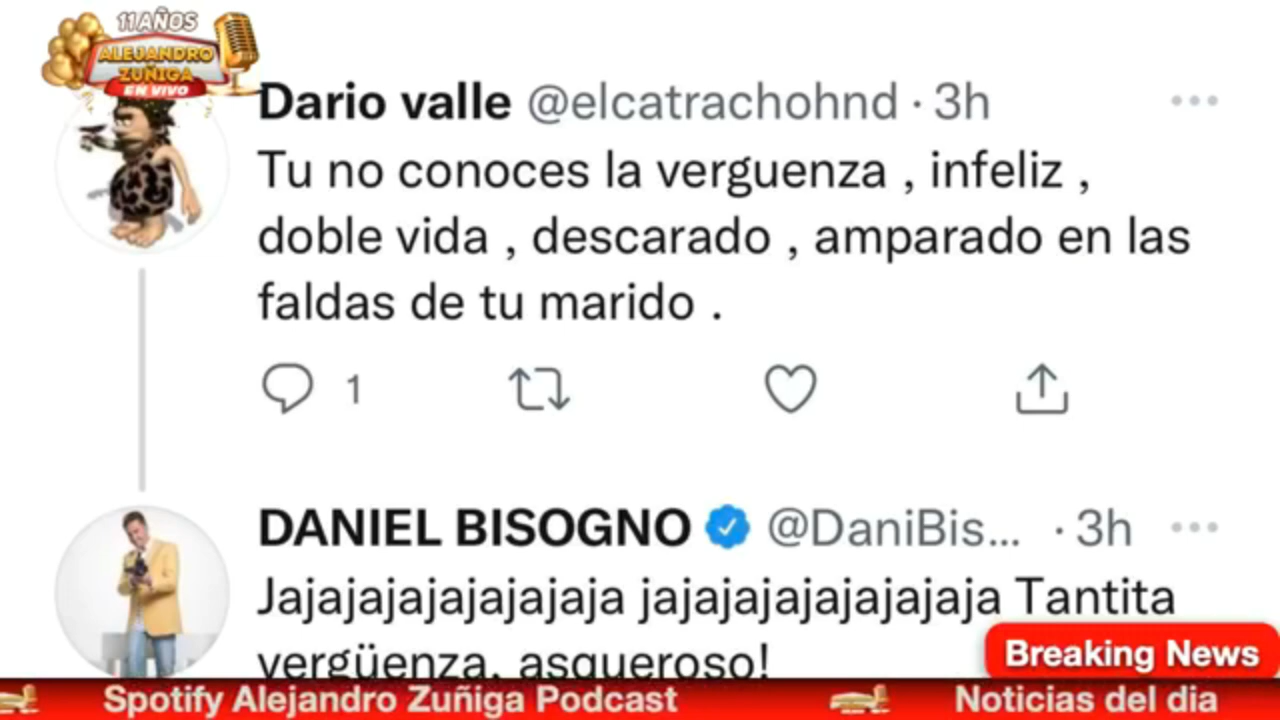 11 AÑOS
ALEJANDRO
ZUÑIGA
EN VIVO
Dario valle @elcatrachohnd · 3h
Tu no conoces la verguenza , infeliz ,
doble vida , descarado , amparado en las
faldas de tu marido .
1
DANIEL BISOGNO @DaniBis... · 3h
Jajajajajajajajaja jajajajajajajajaja Tantita
vergüenza, asqueroso!
Breaking News
Spotify Alejandro Zuñiga Podcast
Noticias del dia